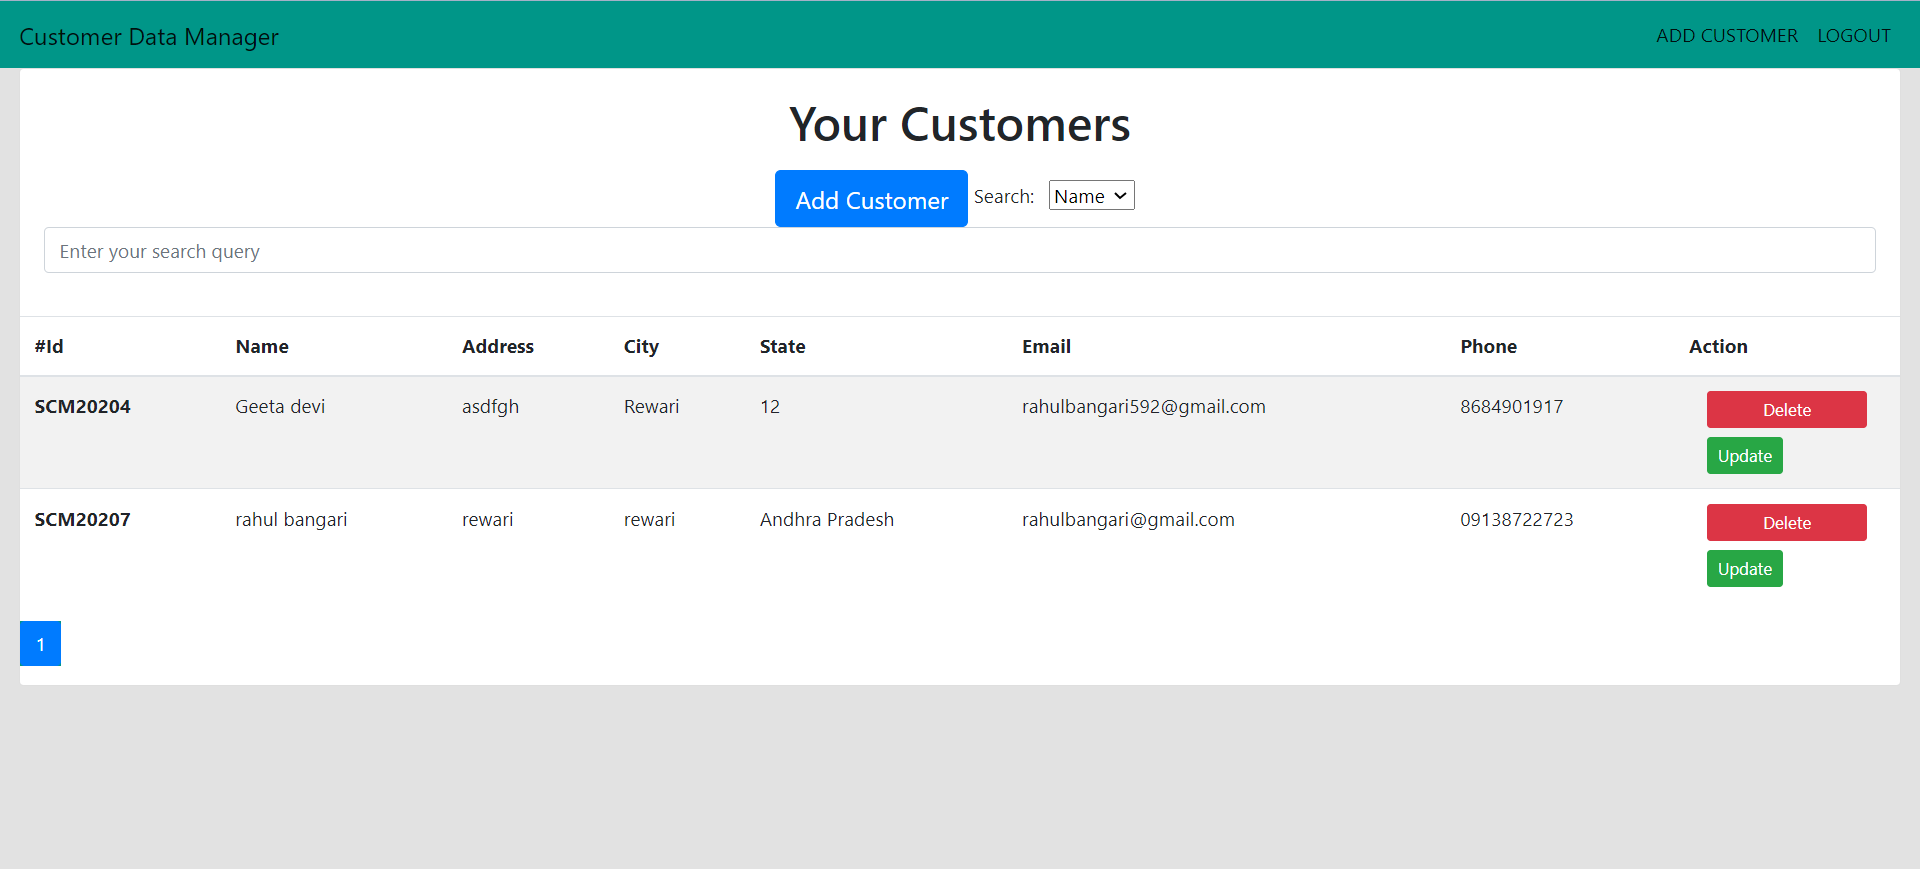 Customer Data Manager ADD CUSTOMER LOGOUT
Your Customers
Add Customer Search: Name
Enter your search query
#Id Name Address City State Email Phone Action
SCM20204 Geeta devi asdfgh Rewari 12 rahulbangari592@gmail.com 8684901917 Delete
Update
SCM20207 rahul bangari rewari rewari Andhra Pradesh rahulbangari@gmail.com 09138722723 Delete
Update
1